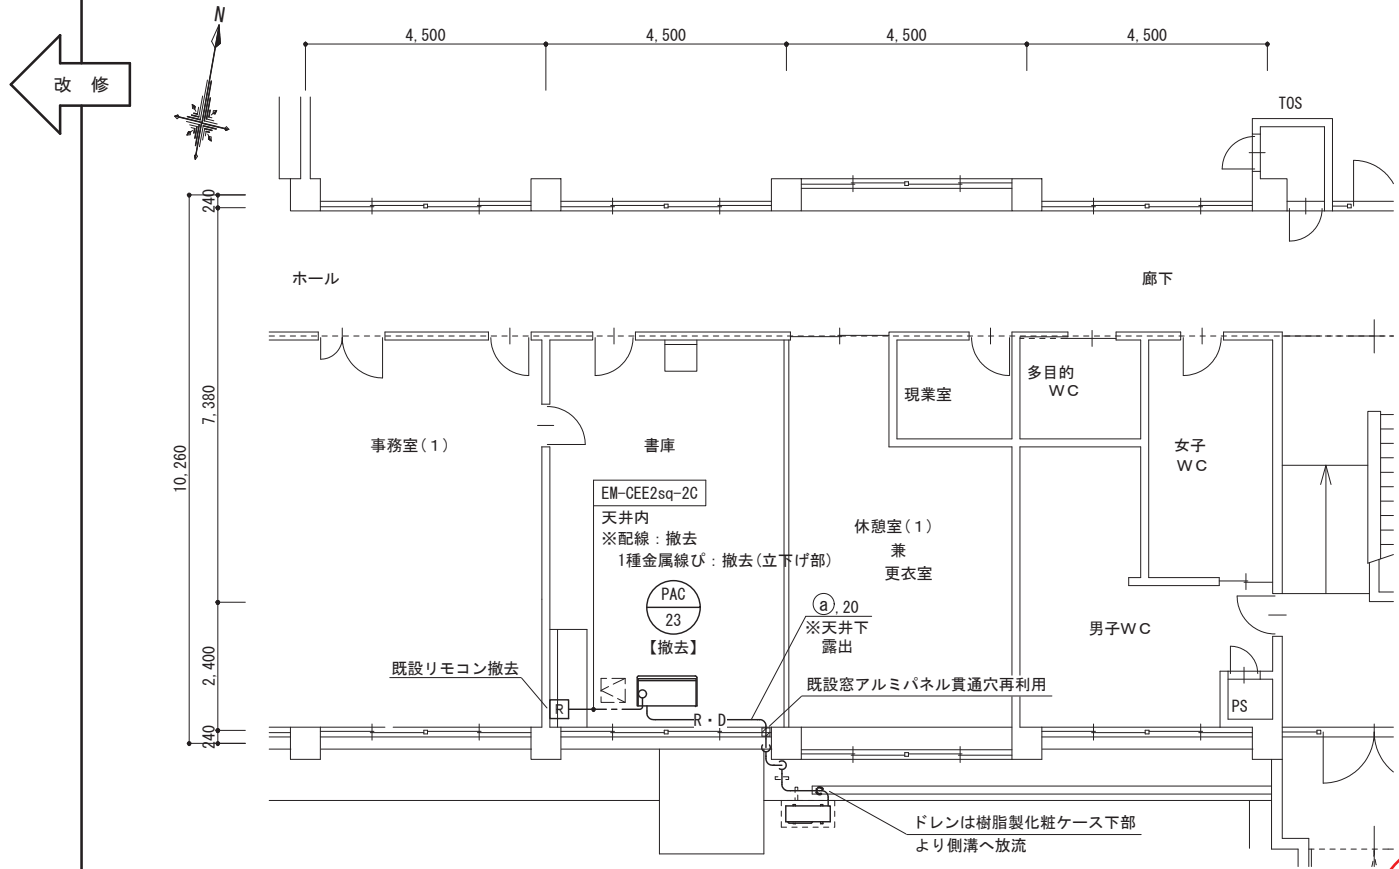 N
改 修
4,500
4,500
4,500
4,500
TOS
240
7,380
10,260
2,400
240
ホール
廊下
事務室(1)
書庫
現業室
多目的
WC
女子
WC
EM-CEE2sq-2C
天井内
※配線:撤去
1種金属線ぴ:撤去(立下げ部)
休憩室(1)
兼
更衣室
PAC
23
【撤去】
a,20
※天井下
露出
男子WC
既設リモコン撤去
既設窓アルミパネル貫通穴再利用
R
R・D
PS
ドレンは樹脂製化粧ケース下部
より側溝へ放流